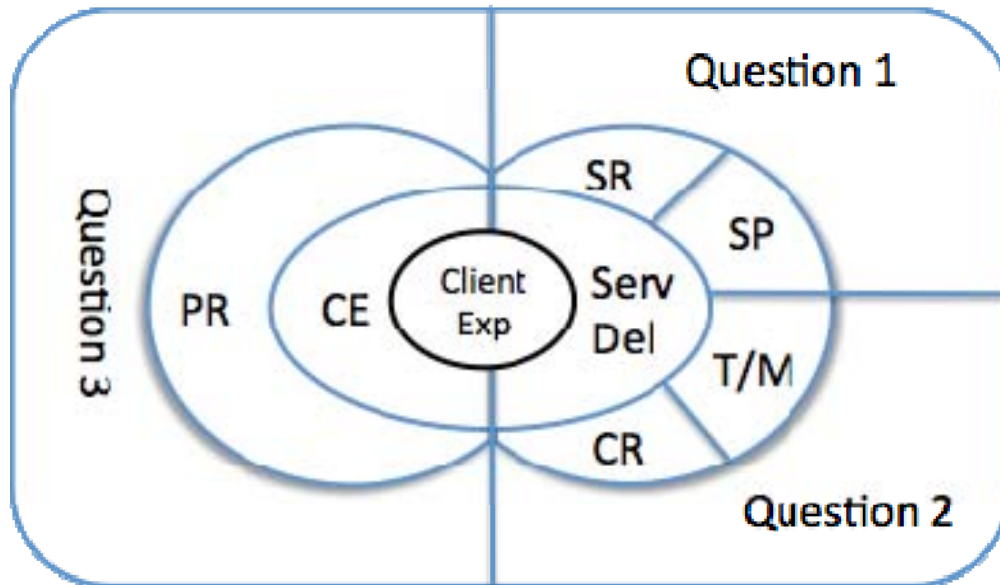 Question 1
SR
SP
Question 3
PR
CE
Client
Exp
Serv
Del
T/M
CR
Question 2